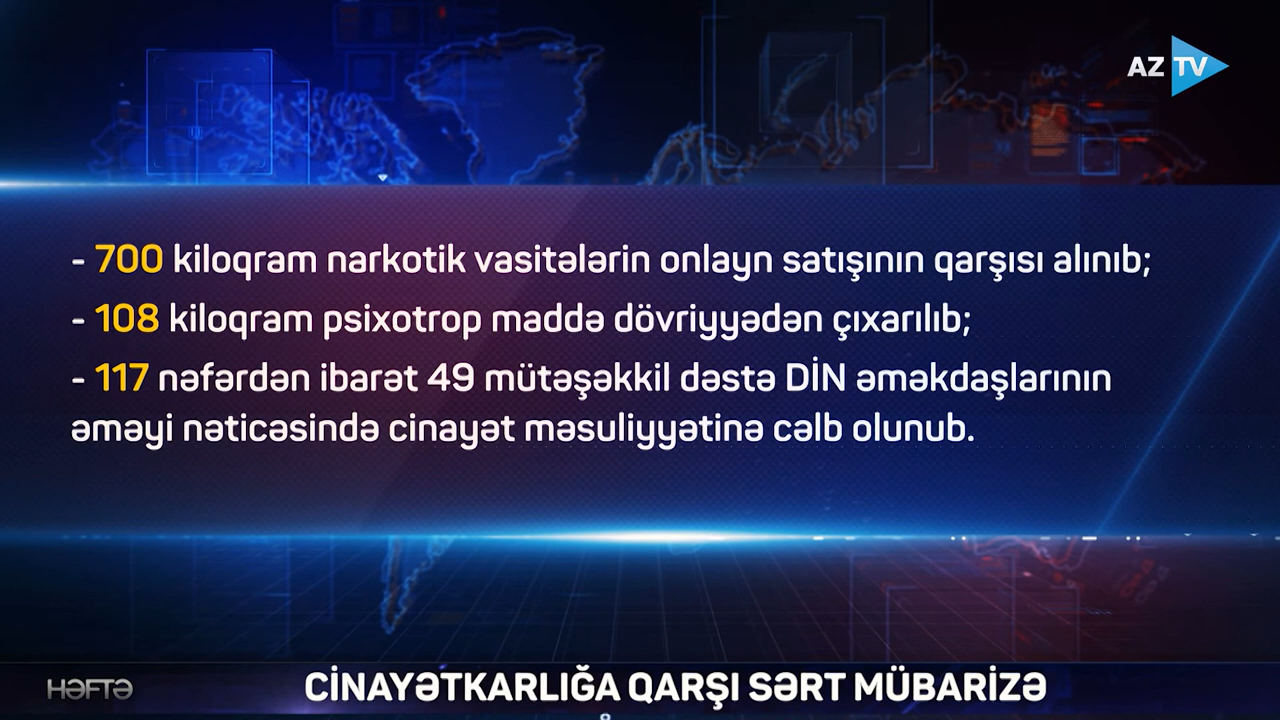 AZ TV
- 700 kiloqram narkotik vasitələrin onlayn satışının qarşısı alınıb;
- 108 kiloqram psixotrop maddə dövriyyədən çıxarılıb;
- 117 nəfərdən ibarət 49 mütəşəkkil dəstə DİN əməkdaşlarının
əməyi nəticəsində cinayət məsuliyyətinə cəlb olunub.
HƏFTƏ
CİNAYƏTKARLIĞA QARŞI SƏRT MÜBARİZƏ